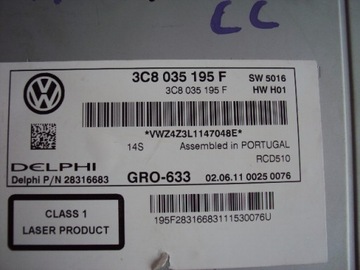 CC
3C8 035 195 F SW 5016
3C8 035 195 F HW H01
*VWZ4Z3L1147048E*
14S Assembled in PORTUGAL
RCD510
DELPHI
Delphi P/N 28316683 GRO-633 02.06.11 0025 0076
CLASS 1
LASER PRODUCT
195F28316683111530076U